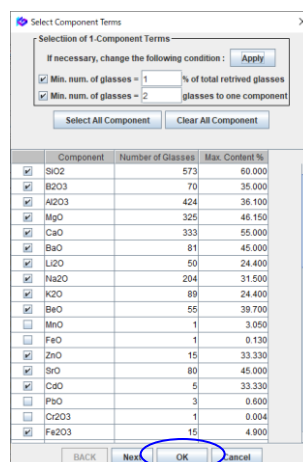 Select Component Terms
Selectiion of 1-Component Terms
If necessary, change the following condition : Apply
Min. num. of glasses = 1 % of total retrived glasses
Min. num. of glasses = 2 glasses to one component
Select All Component Clear All Component
Component Number of Glasses Max. Content %
SiO2 573 60.000
B2O3 70 35.000
Al2O3 424 36.100
MgO 325 46.150
CaO 333 55.000
BaO 81 45.000
Li2O 50 24.400
Na2O 204 31.500
K2O 89 24.400
BeO 55 39.700
MnO 1 3.050
FeO 1 0.130
ZnO 15 33.330
SrO 80 45.000
CdO 5 33.330
PbO 3 0.600
Cr2O3 1 0.004
Fe2O3 15 4.900
BACK Next OK Cancel